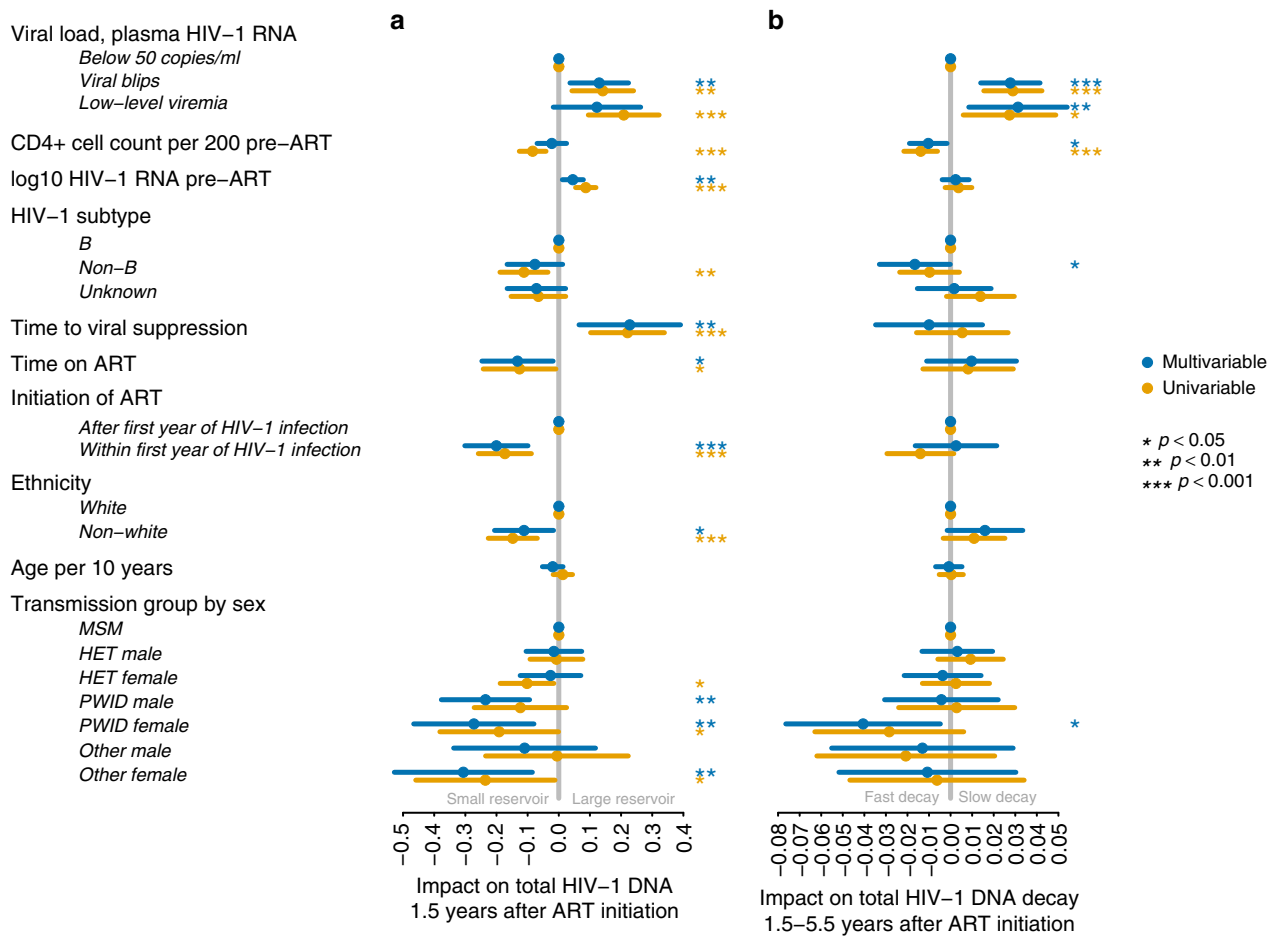 a
b
Viral load, plasma HIV−1 RNA
Below 50 copies/ml
Viral blips
** ***
** ***
Low−level viremia
**
*** *
CD4+ cell count per 200 pre−ART
*
*** ***
log10 HIV−1 RNA pre−ART
**
***
HIV−1 subtype
B
Non−B
*
**
Unknown
Time to viral suppression
**
***
Time on ART
*
*
Initiation of ART
After first year of HIV−1 infection
Within first year of HIV−1 infection
***
***
Ethnicity
White
Non−white
*
***
Age per 10 years
Transmission group by sex
MSM
HET male
HET female
*
PWID male
**
PWID female
** *
*
Other male
Other female
**
*
Small reservoir Large reservoir
Fast decay Slow decay
−0.5 −0.4 −0.3 −0.2 −0.1 0.0 0.1 0.2 0.3 0.4
−0.08 −0.07 −0.06 −0.05 −0.04 −0.03 −0.02 −0.01 0.00 0.01 0.02 0.03 0.04 0.05
Impact on total HIV−1 DNA
1.5 years after ART initiation
Impact on total HIV−1 DNA decay
1.5−5.5 years after ART initiation
Multivariable
Univariable
* p < 0.05
** p < 0.01
*** p < 0.001